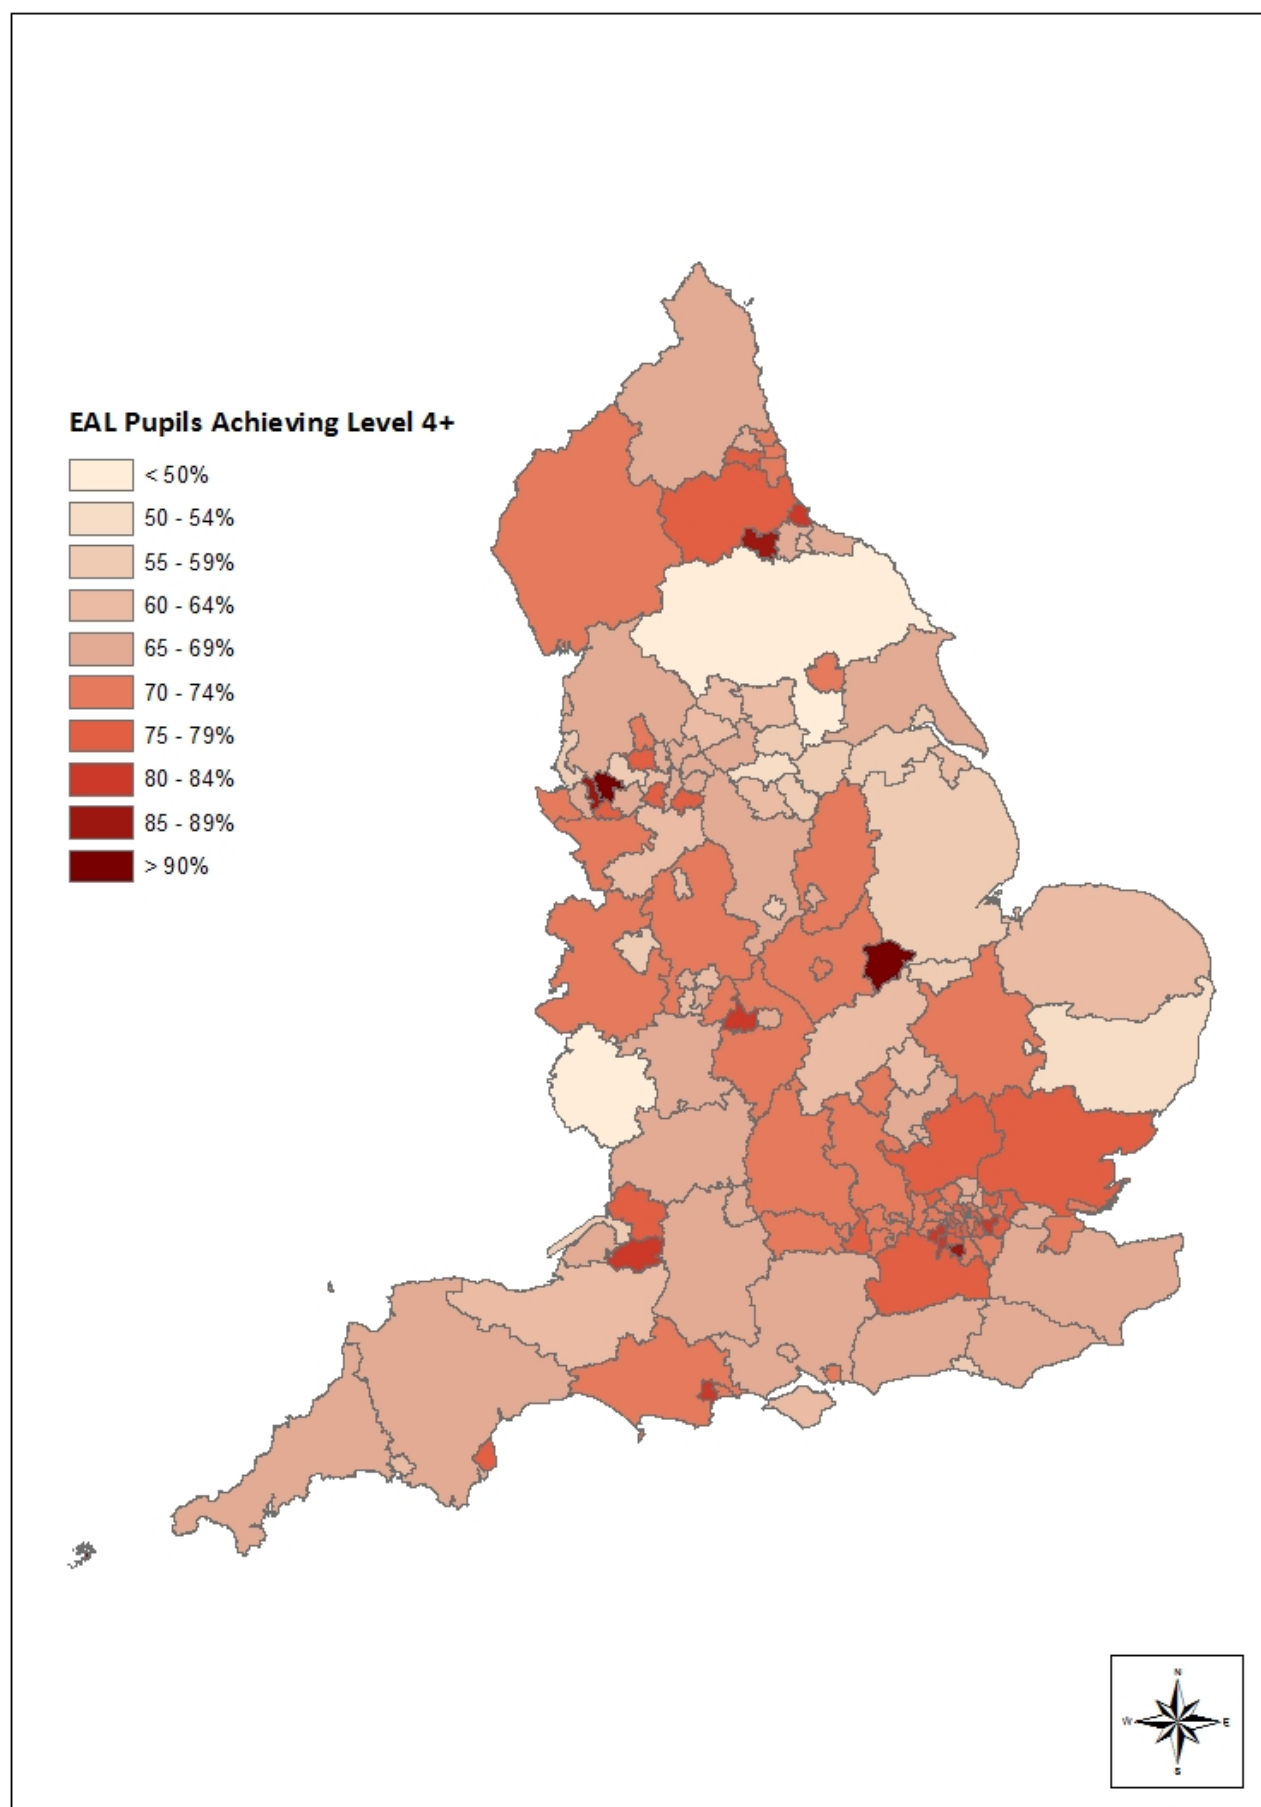 EAL Pupils Achieving Level 4+
< 50%
50 - 54%
55 - 59%
60 - 64%
65 - 69%
70 - 74%
75 - 79%
80 - 84%
85 - 89%
> 90%
N
W
E
S